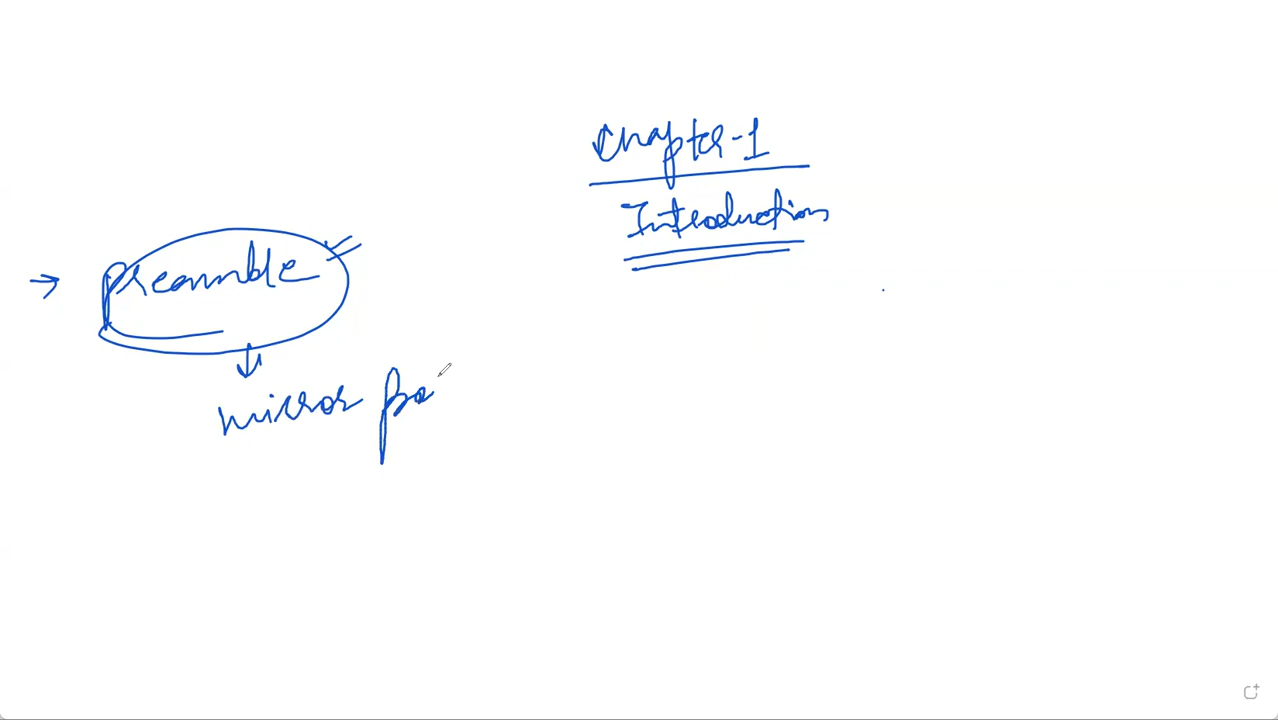 Chapter-1
Introduction
→ preamble
mirror